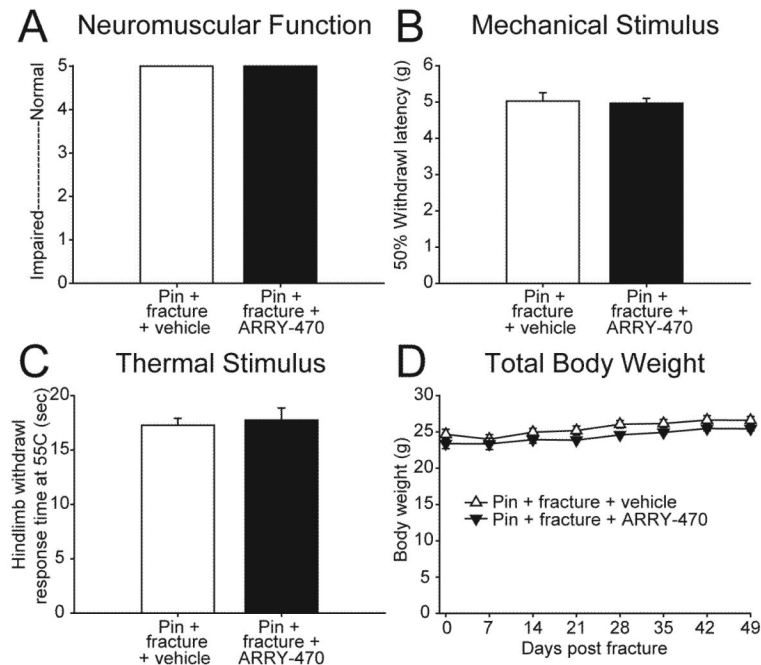 A Neuromuscular Function
Impaired--------------Normal
5
4
3
2
1
0
Pin +
fracture
+ vehicle
Pin +
fracture +
ARRY-470
B Mechanical Stimulus
50% Withdrawl latency (g)
6
5
4
3
2
1
0
Pin +
fracture
+ vehicle
Pin +
fracture +
ARRY-470
C Thermal Stimulus
Hindlimb withdrawl
response time at 55C (sec)
20
15
10
5
0
Pin +
fracture
+ vehicle
Pin +
fracture +
ARRY-470
D Total Body Weight
Body weight (g)
30
25
20
15
10
5
0
Pin + fracture + vehicle
Pin + fracture + ARRY-470
0 7 14 21 28 35 42 49
Days post fracture